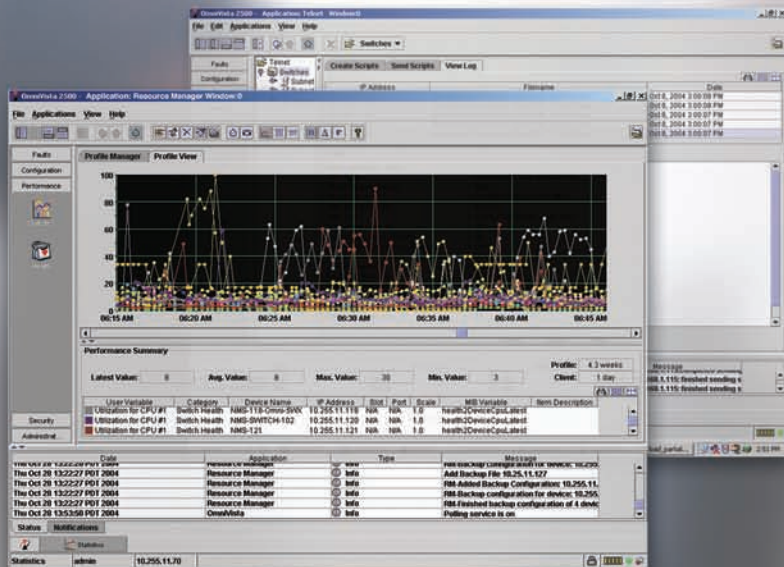 OmniVista 2500 - Application: Telnet Window:0
File Edit Applications View Help
Switches
Faults
Configuration
Telnet
Switches
Subnet
Create Scripts Send Scripts View Log
IP Address Filename Date
Oct 8, 2004 3:00:08 PM
Oct 8, 2004 3:00:08 PM
Oct 8, 2004 3:00:07 PM
Oct 8, 2004 3:00:07 PM
Oct 8, 2004 3:00:07 PM
Message
68.1.115: finished sending s
68.1.115: finished sending s
2:51 PM
OmniVista 2500 - Application: Resource Manager Window:0
File Applications View Help
Faults
Configuration
Performance
Security
Administrat...
Profile Manager Profile View
100
80
60
40
20
0
06:15 AM 06:20 AM 06:25 AM 06:30 AM 06:35 AM 06:40 AM 06:45 AM
Performance Summary
Profile: 4.3 weeks
Latest Value: 8 Avg. Value: 8 Max. Value: 30 Min. Value: 3 Client: 1 day
User Variable Category Device Name IP Address Slot Port Scale MIB Variable Item Description
Utilization for CPU #1 Switch Health NMS-118-Omni-SWX 10.255.11.118 N/A N/A 1.0 health2DeviceCpuLatest
Utilization for CPU #1 Switch Health NMS-SWITCH-102 10.255.11.120 N/A N/A 1.0 health2DeviceCpuLatest
Utilization for CPU #1 Switch Health NMS-121 10.255.11.121 N/A N/A 1.0 health2DeviceCpuLatest
Date Application Type Message
Thu Oct 28 13:22:28 PDT 2004 Resource Manager Info RM-Backup configuration for device: 10.255.
Thu Oct 28 13:22:27 PDT 2004 Resource Manager Info Add Backup File 10.25.11.127
Thu Oct 28 13:22:27 PDT 2004 Resource Manager Info RM-Added Backup Configuration: 10.255.11.
Thu Oct 28 13:22:27 PDT 2004 Resource Manager Info RM-Backup configuration for device: 10.255.
Thu Oct 28 13:22:27 PDT 2004 Resource Manager Info RM-Finished backup configuration of 4 devic
Thu Oct 28 13:53:50 PDT 2004 OmniVista Info Polling service is on
Status Notifications
Statistics
Statistics admin 10.255.11.70